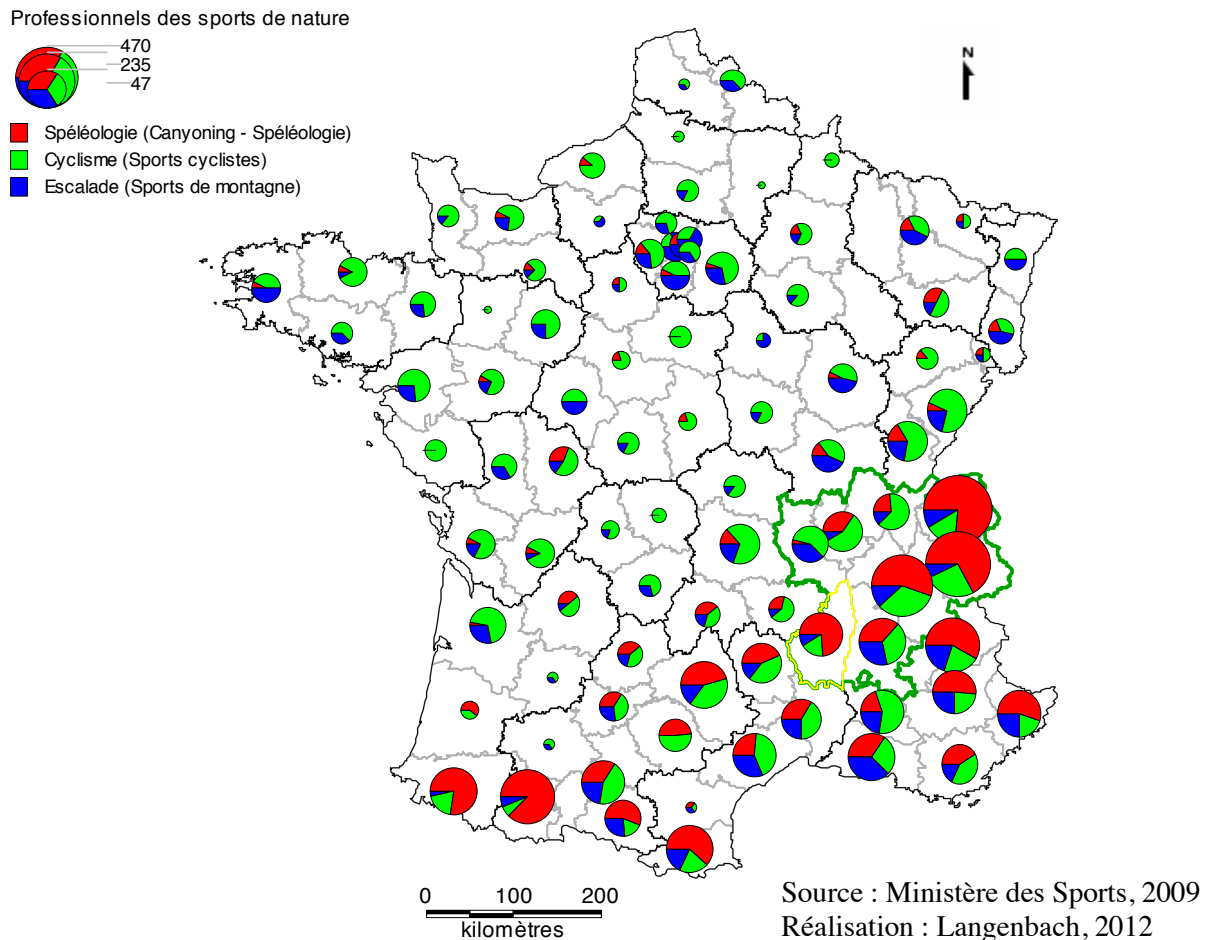 Professionnels des sports de nature
470
235
47
Spéléologie (Canyoning - Spéléologie)
Cyclisme (Sports cyclistes)
Escalade (Sports de montagne)
N
0 100 200
kilomètres
Source : Ministère des Sports, 2009
Réalisation : Langenbach, 2012